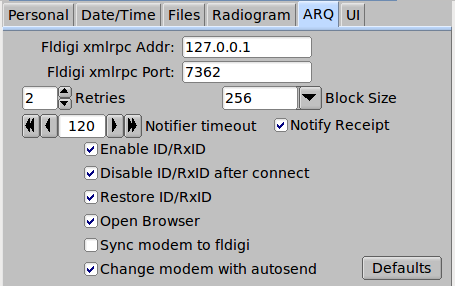 Personal Date/Time Files Radiogram ARQ UI
Fldigi xmlrpc Addr: 127.0.0.1
Fldigi xmlrpc Port: 7362
2 Retries 256 Block Size
120 Notifier timeout Notify Receipt
Enable ID/RxID
Disable ID/RxID after connect
Restore ID/RxID
Open Browser
Sync modem to fldigi
Change modem with autosend Defaults